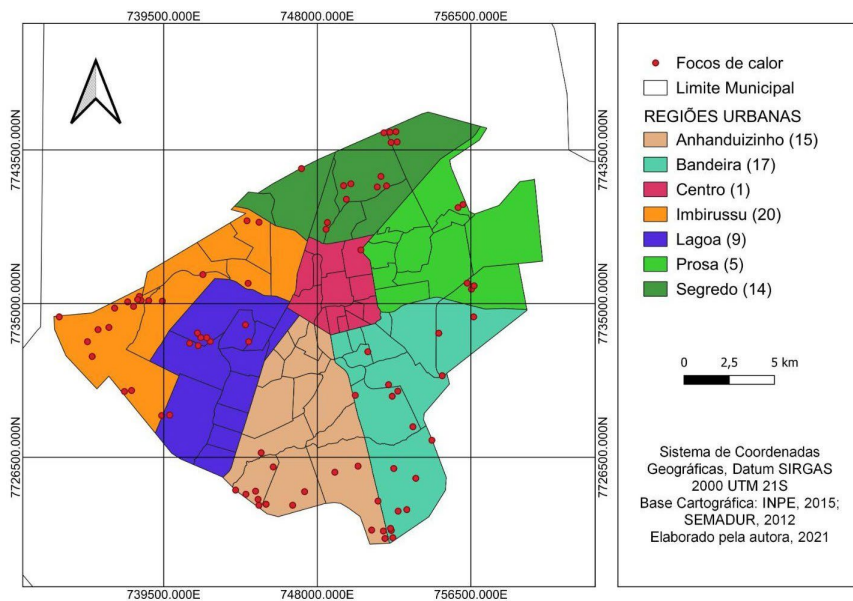 739500.000E 748000.000E 756500.000E
7743500.000N 7743500.000N
7735000.000N 7735000.000N
7726500.000N 7726500.000N
739500.000E 748000.000E 756500.000E
Focos de calor
Limite Municipal
REGIÕES URBANAS
Anhanduizinho (15)
Bandeira (17)
Centro (1)
Imbirussu (20)
Lagoa (9)
Prosa (5)
Segredo (14)
0 2,5 5 km
Sistema de Coordenadas
Geográficas, Datum SIRGAS
2000 UTM 21S
Base Cartográfica: INPE, 2015;
SEMADUR, 2012
Elaborado pela autora, 2021